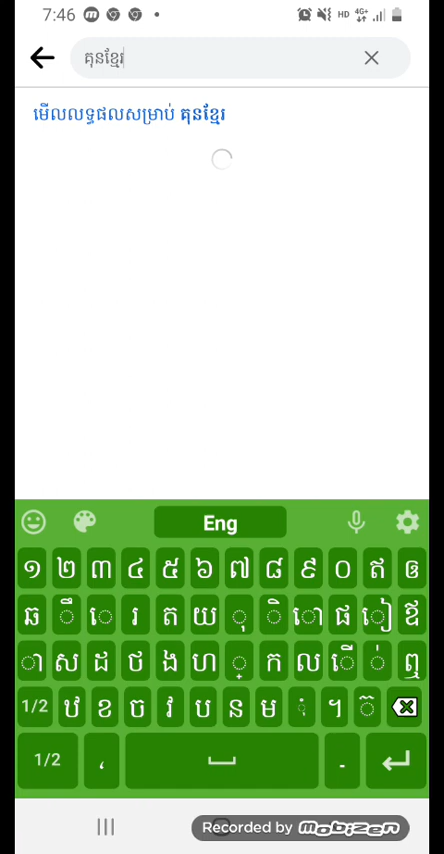 7:46 HD 4G+
គុនខ្មែរ
មើលលទ្ធផលសម្រាប់ គុនខ្មែរ
Eng
១ ២ ៣ ៤ ៥ ៦ ៧ ៨ ៩ ០ ឥ ឲ
ឆ ឹ េ រ ត យ ុ ិ ោ ផ ៀ ឪ
ា ស ដ ថ ង ហ ្ ក ល ើ ់ ឮ
1/2 ឋ ខ ច វ ប ន ម ុំ ។ ៊
1/2 , .
Recorded by mobizen